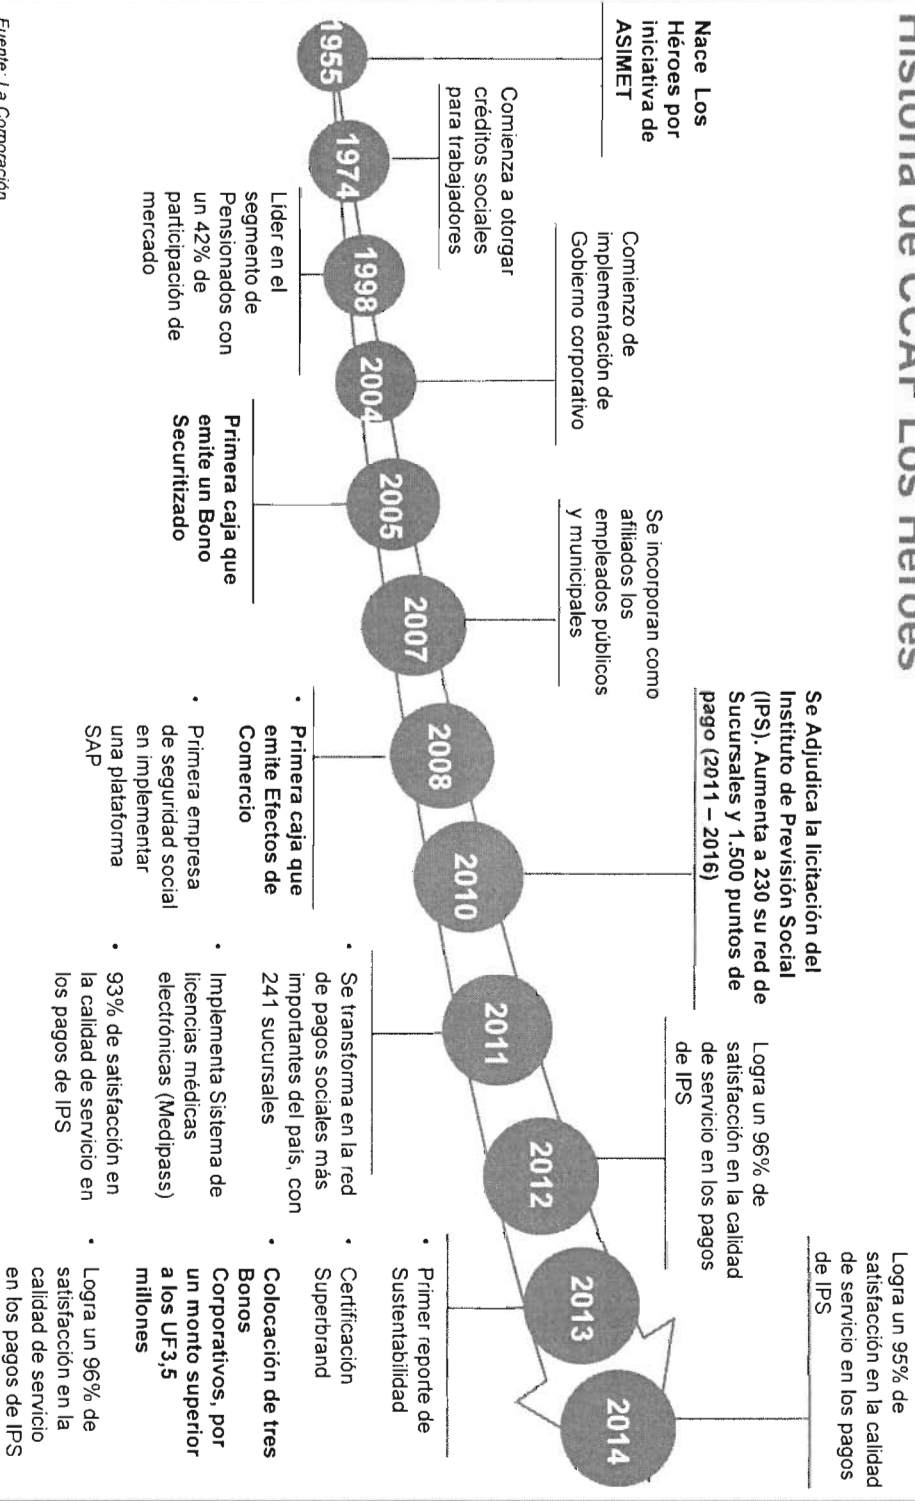 Historia de CCAF Los Héroes
Nace Los
Héroes por
iniciativa de
ASIMET
1955
Comienza a otorgar
créditos sociales
para trabajadores
1974
Líder en el
segmento de
Pensionados con
un 42% de
participación de
mercado
1998
Comienzo de
implementación de
Gobierno corporativo
2004
Primera caja que
emite un Bono
Securitizado
2005
Se incorporan como
afiliados los
empleados públicos
y municipales
2007
• Primera caja que
emite Efectos de
Comercio
• Primera empresa
de seguridad social
en implementar
una plataforma
SAP
2008
Se Adjudica la licitación del
Instituto de Previsión Social
(IPS). Aumenta a 230 su red de
Sucursales y 1.500 puntos de
pago (2011 – 2016)
2010
• Se transforma en la red
de pagos sociales más
importantes del país, con
241 sucursales
• Implementa Sistema de
licencias médicas
electrónicas (Medipass)
• 93% de satisfacción en
la calidad de servicio en
los pagos de IPS
2011
Logra un 96% de
satisfacción en la calidad
de servicio en los pagos
de IPS
2012
• Primer reporte de
Sustentabilidad
• Certificación
Superbrand
• Colocación de tres
Bonos
Corporativos, por
un monto superior
a los UF3,5
millones
• Logra un 96% de
satisfacción en la
calidad de servicio
en los pagos de IPS
2013
Logra un 95% de
satisfacción en la calidad
de servicio en los pagos
de IPS
2014
Fuente: La Corporación